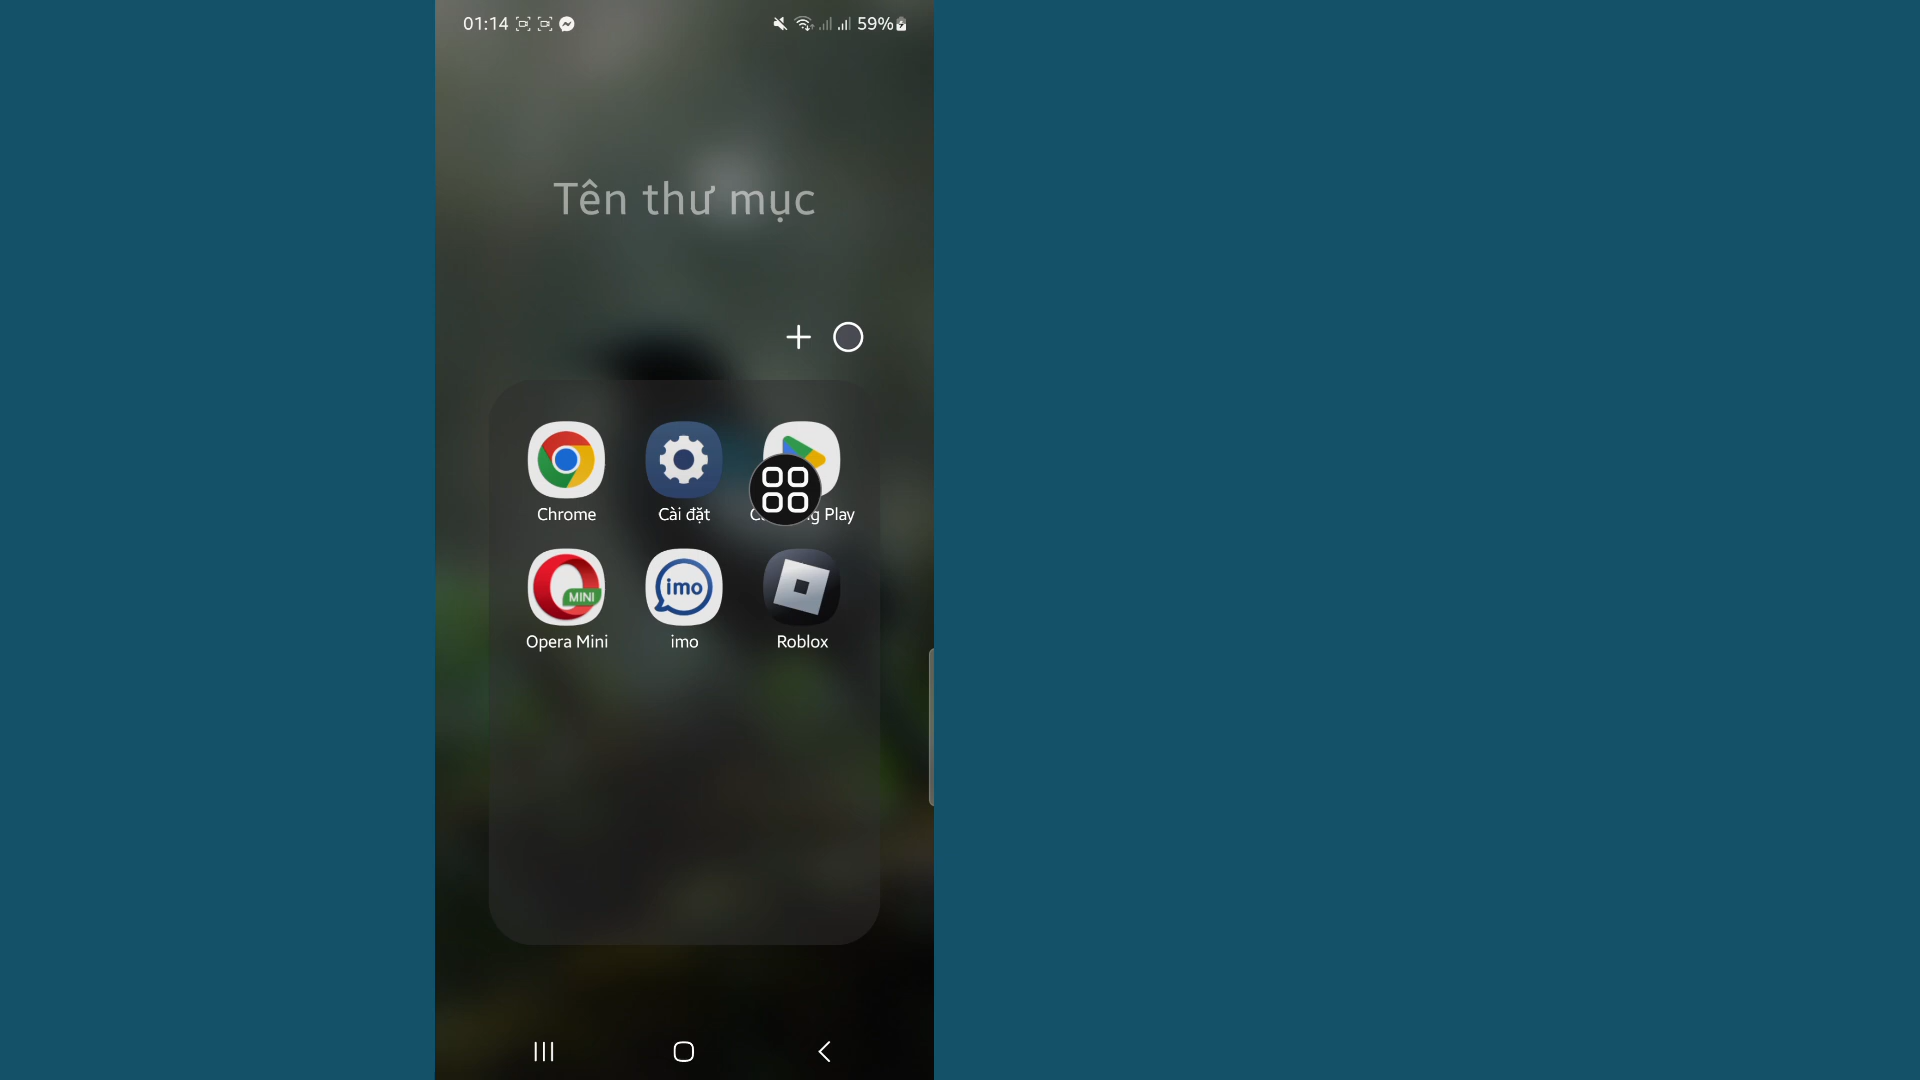 01:14
59%
Tên thư mục
Chrome
Cài đặt
Play
MINI
imo
Opera Mini
imo
Roblox